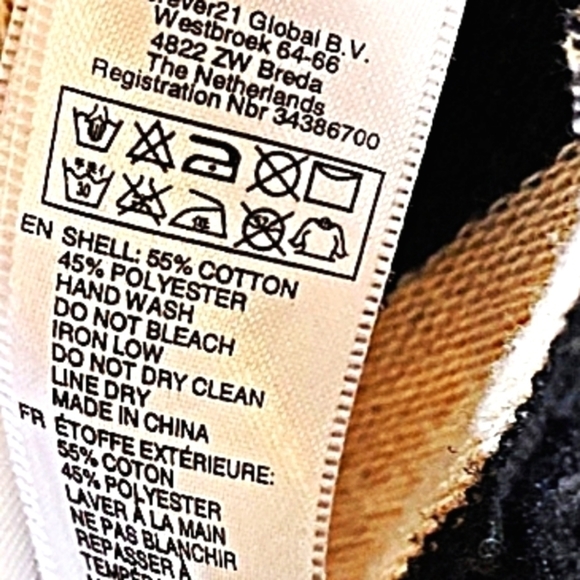 Global B.V.
Westbroek 64-66
4822 ZW Breda
The Netherlands
Registration Nbr 34386700
EN SHELL: 55% COTTON
45% POLYESTER
HAND WASH
DO NOT BLEACH
IRON LOW
DO NOT DRY CLEAN
LINE DRY
MADE IN CHINA
FR ÉTOFFE EXTÉRIEURE:
55% COTON
45% POLYESTER
LAVER À LA MAIN
NE PAS BLANCHIR
REPASSER À